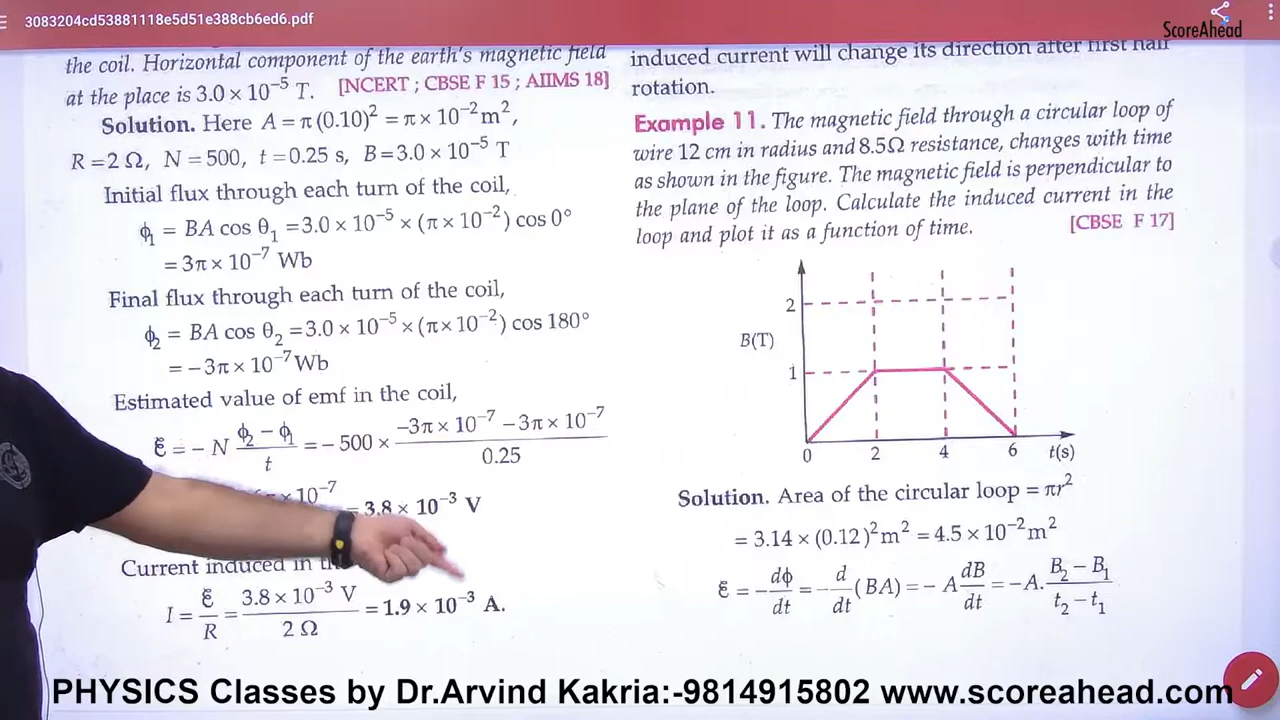 3083204cd53881118e5d51e388cb6ed6.pdf
ScoreAhead
the coil. Horizontal component of the earth's magnetic field
at the place is 3.0 × 10⁻⁵ T. [NCERT ; CBSE F 15 ; AIIMS 18]
Solution. Here A = π (0.10)² = π × 10⁻² m²,
R = 2 Ω, N = 500, t = 0.25 s, B = 3.0 × 10⁻⁵ T
Initial flux through each turn of the coil,
ϕ₁ = BA cos θ₁ = 3.0 × 10⁻⁵ × (π × 10⁻²) cos 0°
= 3π × 10⁻⁷ Wb
Final flux through each turn of the coil,
ϕ₂ = BA cos θ₂ = 3.0 × 10⁻⁵ × (π × 10⁻²) cos 180°
= − 3π × 10⁻⁷ Wb
Estimated value of emf in the coil,
ℰ = − N (ϕ₂ − ϕ₁)/t = − 500 × (−3π × 10⁻⁷ − 3π × 10⁻⁷)/0.25
× 10⁻⁷ = 3.8 × 10⁻³ V
Current induced in
I = ℰ/R = (3.8 × 10⁻³ V)/(2 Ω) = 1.9 × 10⁻³ A.
induced current will change its direction after first half
rotation.
Example 11. The magnetic field through a circular loop of
wire 12 cm in radius and 8.5Ω resistance, changes with time
as shown in the figure. The magnetic field is perpendicular to
the plane of the loop. Calculate the induced current in the
loop and plot it as a function of time. [CBSE F 17]
2
B(T)
1
0 2 4 6 t(s)
Solution. Area of the circular loop = πr²
= 3.14 × (0.12)² m² = 4.5 × 10⁻² m²
ℰ = − dϕ/dt = − d/dt (BA) = − A dB/dt = − A . (B₂ − B₁)/(t₂ − t₁)
PHYSICS Classes by Dr.Arvind Kakria:-9814915802 www.scoreahead.com